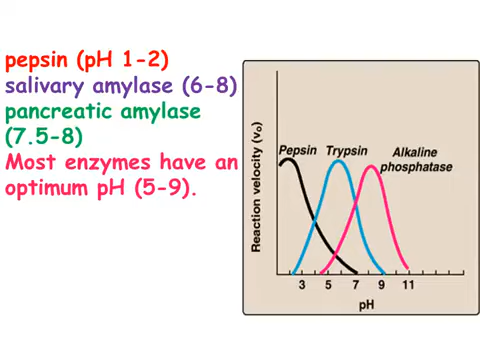 pepsin (pH 1-2)
salivary amylase (6-8)
pancreatic amylase
(7.5-8)
Most enzymes have an
optimum pH (5-9).
Pepsin Trypsin Alkaline
phosphatase
Reaction velocity (vₒ)
3 5 7 9 11
pH